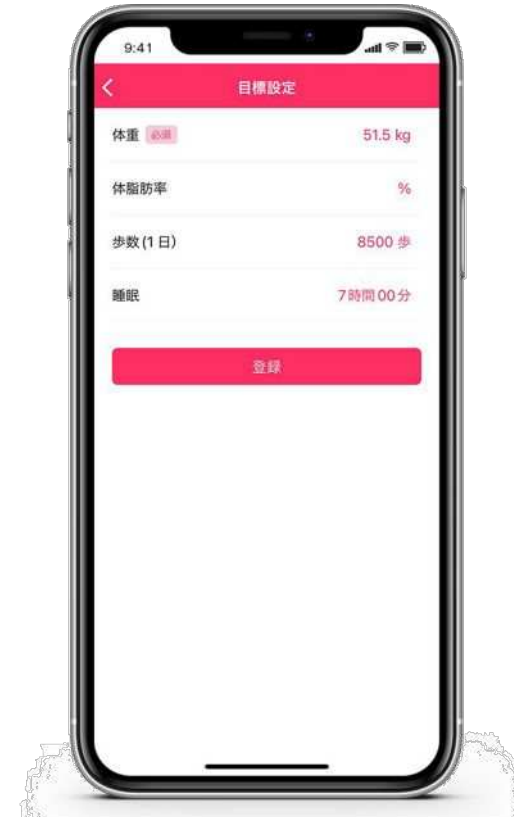 9:41
目標設定
体重 必須 51.5 kg
体脂肪率 %
歩数(1日) 8500 歩
睡眠 7時間00分
登録